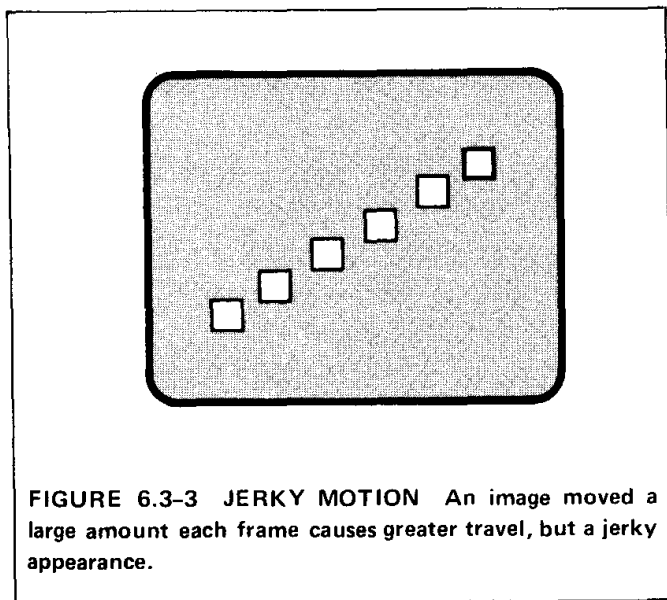 FIGURE 6.3–3 JERKY MOTION An image moved a
large amount each frame causes greater travel, but a jerky
appearance.